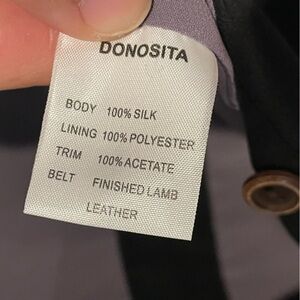 DONOSITA
BODY 100% SILK
LINING 100% POLYESTER
TRIM 100% ACETATE
BELT FINISHED LAMB
LEATHER